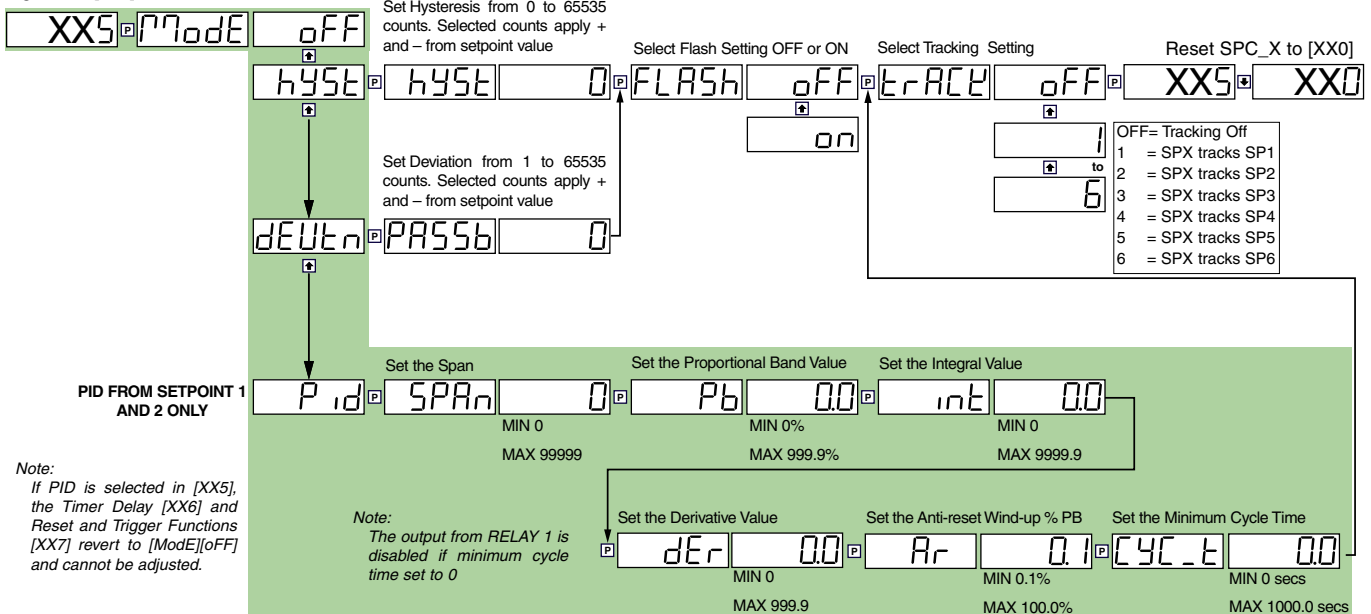 Set Hysteresis from 0 to 65535
counts. Selected counts apply +
and – from setpoint value
XX5 P ModE oFF
Select Flash Setting OFF or ON
Select Tracking Setting
Reset SPC_X to [XX0]
hYSt P hYSt 0 P FLASh oFF P trACK oFF P XX5 XX0
on
1
to
6
OFF= Tracking Off
1 = SPX tracks SP1
2 = SPX tracks SP2
3 = SPX tracks SP3
4 = SPX tracks SP4
5 = SPX tracks SP5
6 = SPX tracks SP6
Set Deviation from 1 to 65535
counts. Selected counts apply +
and – from setpoint value
dEVtn P PASSb 0
PID FROM SETPOINT 1
AND 2 ONLY
Set the Span
Set the Proportional Band Value
Set the Integral Value
Pid P SPAn 0 P Pb 0.0 P int 0.0
MIN 0
MAX 99999
MIN 0%
MAX 999.9%
MIN 0
MAX 9999.9
Note:
If PID is selected in [XX5],
the Timer Delay [XX6] and
Reset and Trigger Functions
[XX7] revert to [ModE][oFF]
and cannot be adjusted.
Note:
The output from RELAY 1 is
disabled if minimum cycle
time set to 0
Set the Derivative Value
Set the Anti-reset Wind-up % PB
Set the Minimum Cycle Time
P dEr 0.0 P Ar 0.1 P CYC_t 0.0
MIN 0
MAX 999.9
MIN 0.1%
MAX 100.0%
MIN 0 secs
MAX 1000.0 secs